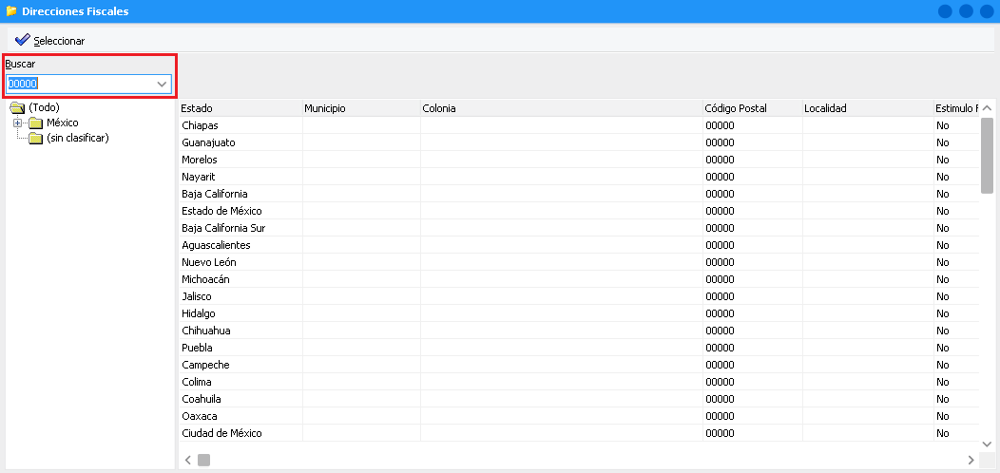 Direcciones Fiscales
Seleccionar
Buscar
00000
(Todo)
México
(sin clasificar)
Estado Municipio Colonia Código Postal Localidad Estimulo F
Chiapas 00000 No
Guanajuato 00000 No
Morelos 00000 No
Nayarit 00000 No
Baja California 00000 No
Estado de México 00000 No
Baja California Sur 00000 No
Aguascalientes 00000 No
Nuevo León 00000 No
Michoacán 00000 No
Jalisco 00000 No
Hidalgo 00000 No
Chihuahua 00000 No
Puebla 00000 No
Campeche 00000 No
Colima 00000 No
Coahuila 00000 No
Oaxaca 00000 No
Ciudad de México 00000 No